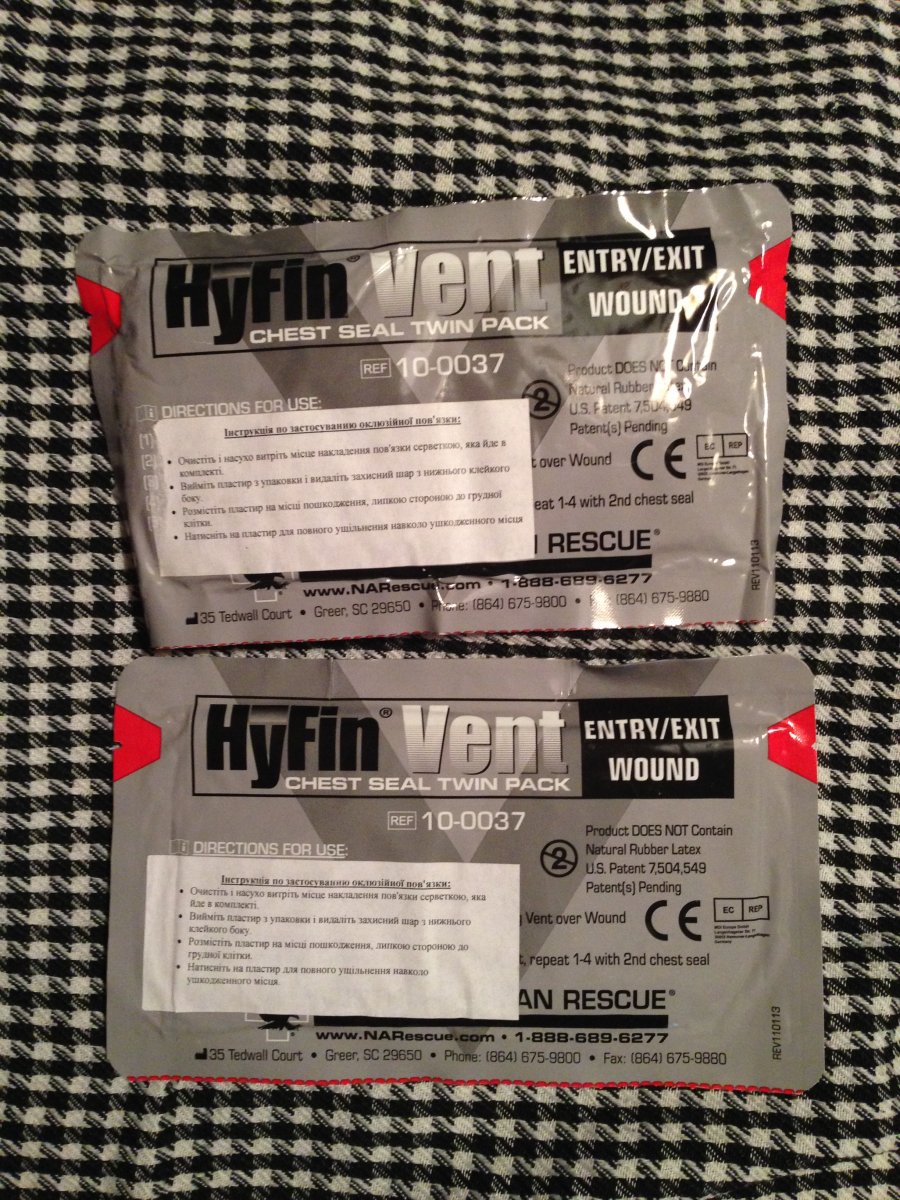 HyFin® Vent
CHEST SEAL TWIN PACK
ENTRY/EXIT
WOUND
REF 10-0037
Product DOES NOT Contain
Natural Rubber
U.S. Patent 7,504,549
Patent(s) Pending
2
DIRECTIONS FOR USE:
Інструкція по застосуванню оклюзійної пов'язки:
• Очистіть і насухо витріть місце накладення пов'язки серветкою, яка йде в
комплекті.
• Вийміть пластир з упаковки і видаліть захисний шар з нижнього клейкого
боку.
• Розмістіть пластир на місці пошкодження, липкою стороною до грудної
клітки.
• Натисніть на пластир для повного ущільнення навколо ушкодженного місця
over Wound
CE
EC REP
repeat 1-4 with 2nd chest seal
RESCUE®
www.NARescue.com • 1-888-689-6277
35 Tedwall Court • Greer, SC 29650 • Phone: (864) 675-9800 • (864) 675-9880
REV110113
HyFin® Vent
CHEST SEAL TWIN PACK
ENTRY/EXIT
WOUND
REF 10-0037
Product DOES NOT Contain
Natural Rubber Latex
U.S. Patent 7,504,549
Patent(s) Pending
2
DIRECTIONS FOR USE:
Інструкція по застосуванню оклюзійної пов'язки:
• Очистіть і насухо витріть місце накладення пов'язки серветкою, яка
йде в комплекті.
• Вийміть пластир з упаковки і видаліть захисний шар з нижнього
клейкого боку.
• Розмістіть пластир на місці пошкодження, липкою стороною до
грудної клітки.
• Натисніть на пластир для повного ущільнення навколо
ушкодженного місця.
Vent over Wound
CE
EC REP
repeat 1-4 with 2nd chest seal
AN RESCUE®
www.NARescue.com • 1-888-689-6277
35 Tedwall Court • Greer, SC 29650 • Phone: (864) 675-9800 • Fax: (864) 675-9880
REV110113